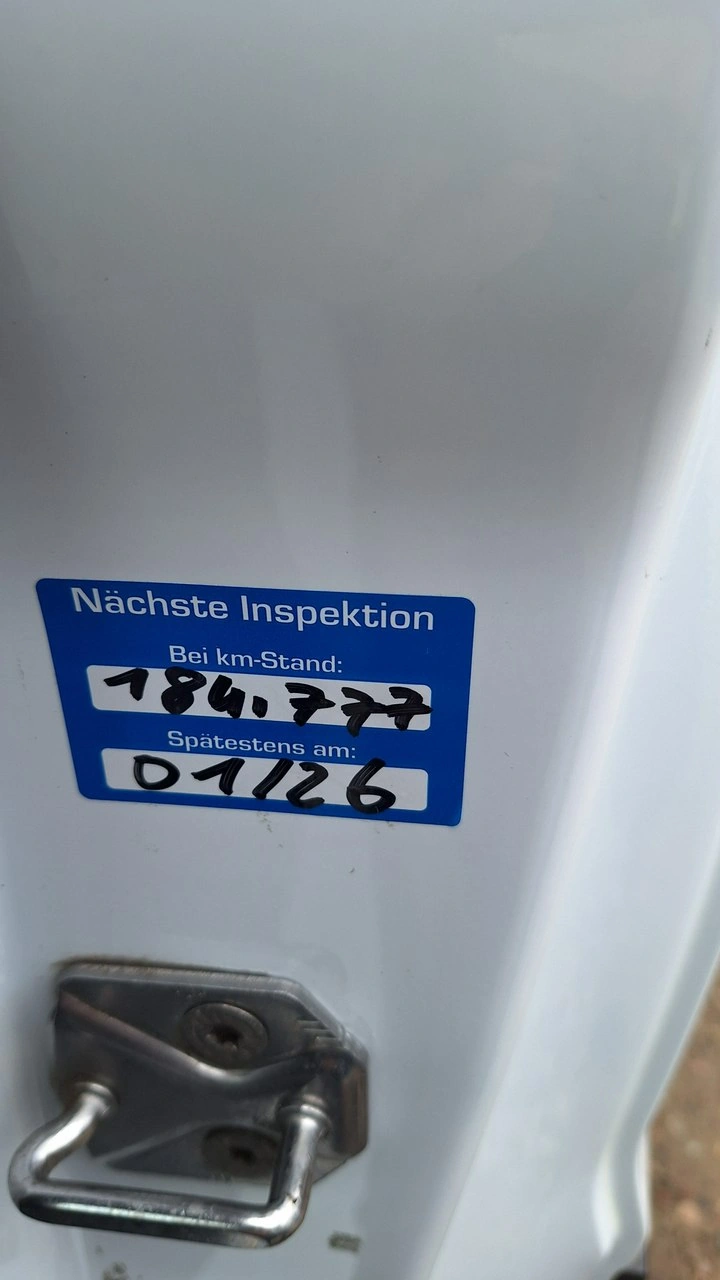 Nächste Inspektion
Bei km-Stand:
184.777
Spätestens am:
01/26